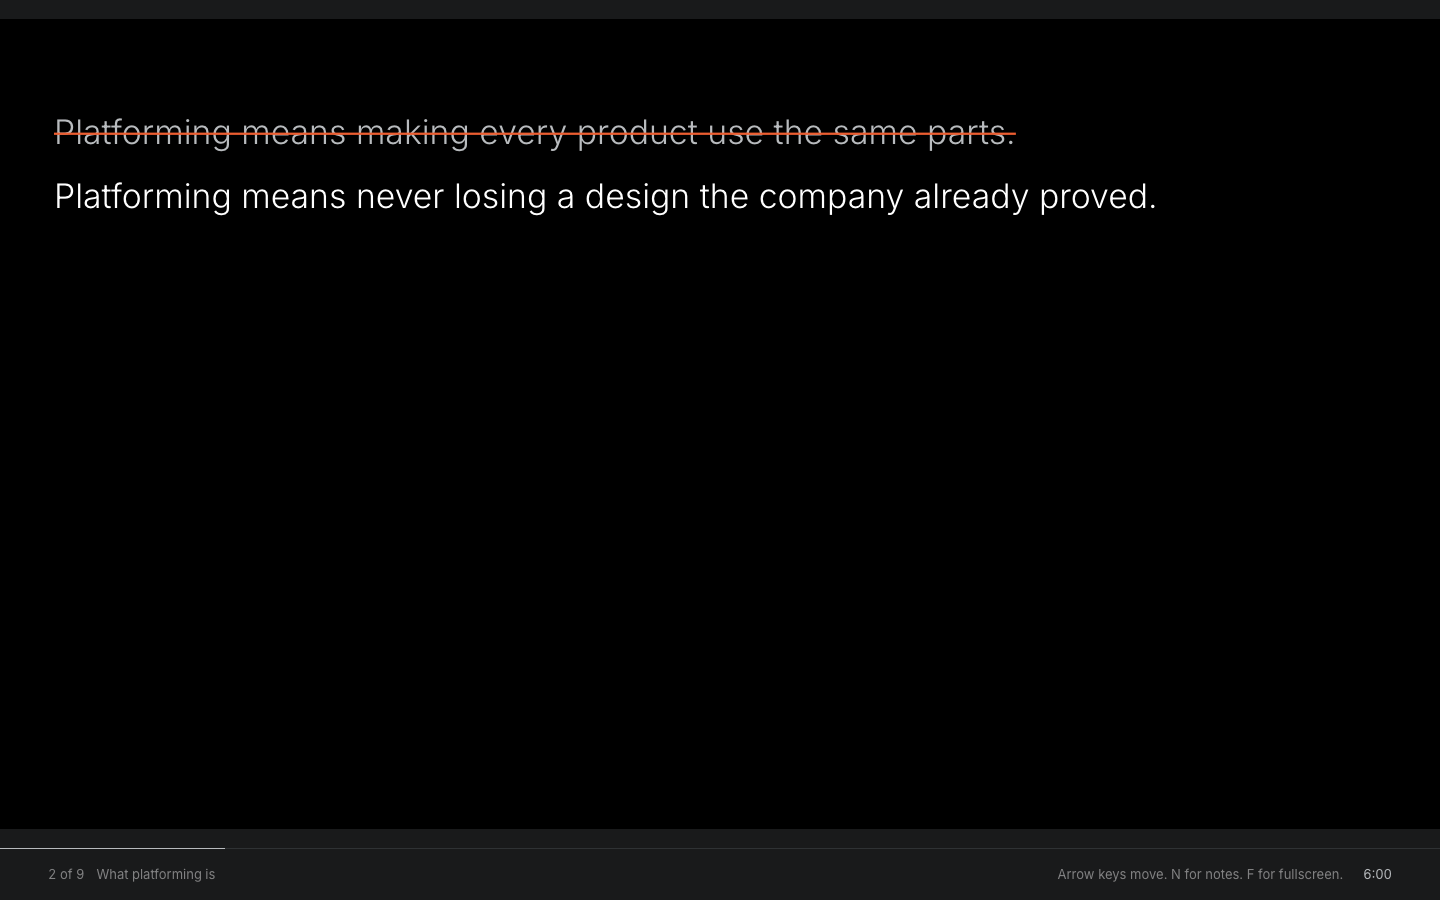 Platforming means making every product use the same parts.
Platforming means never losing a design the company already proved.
2 of 9 What platforming is
Arrow keys move. N for notes. F for fullscreen. 6:00